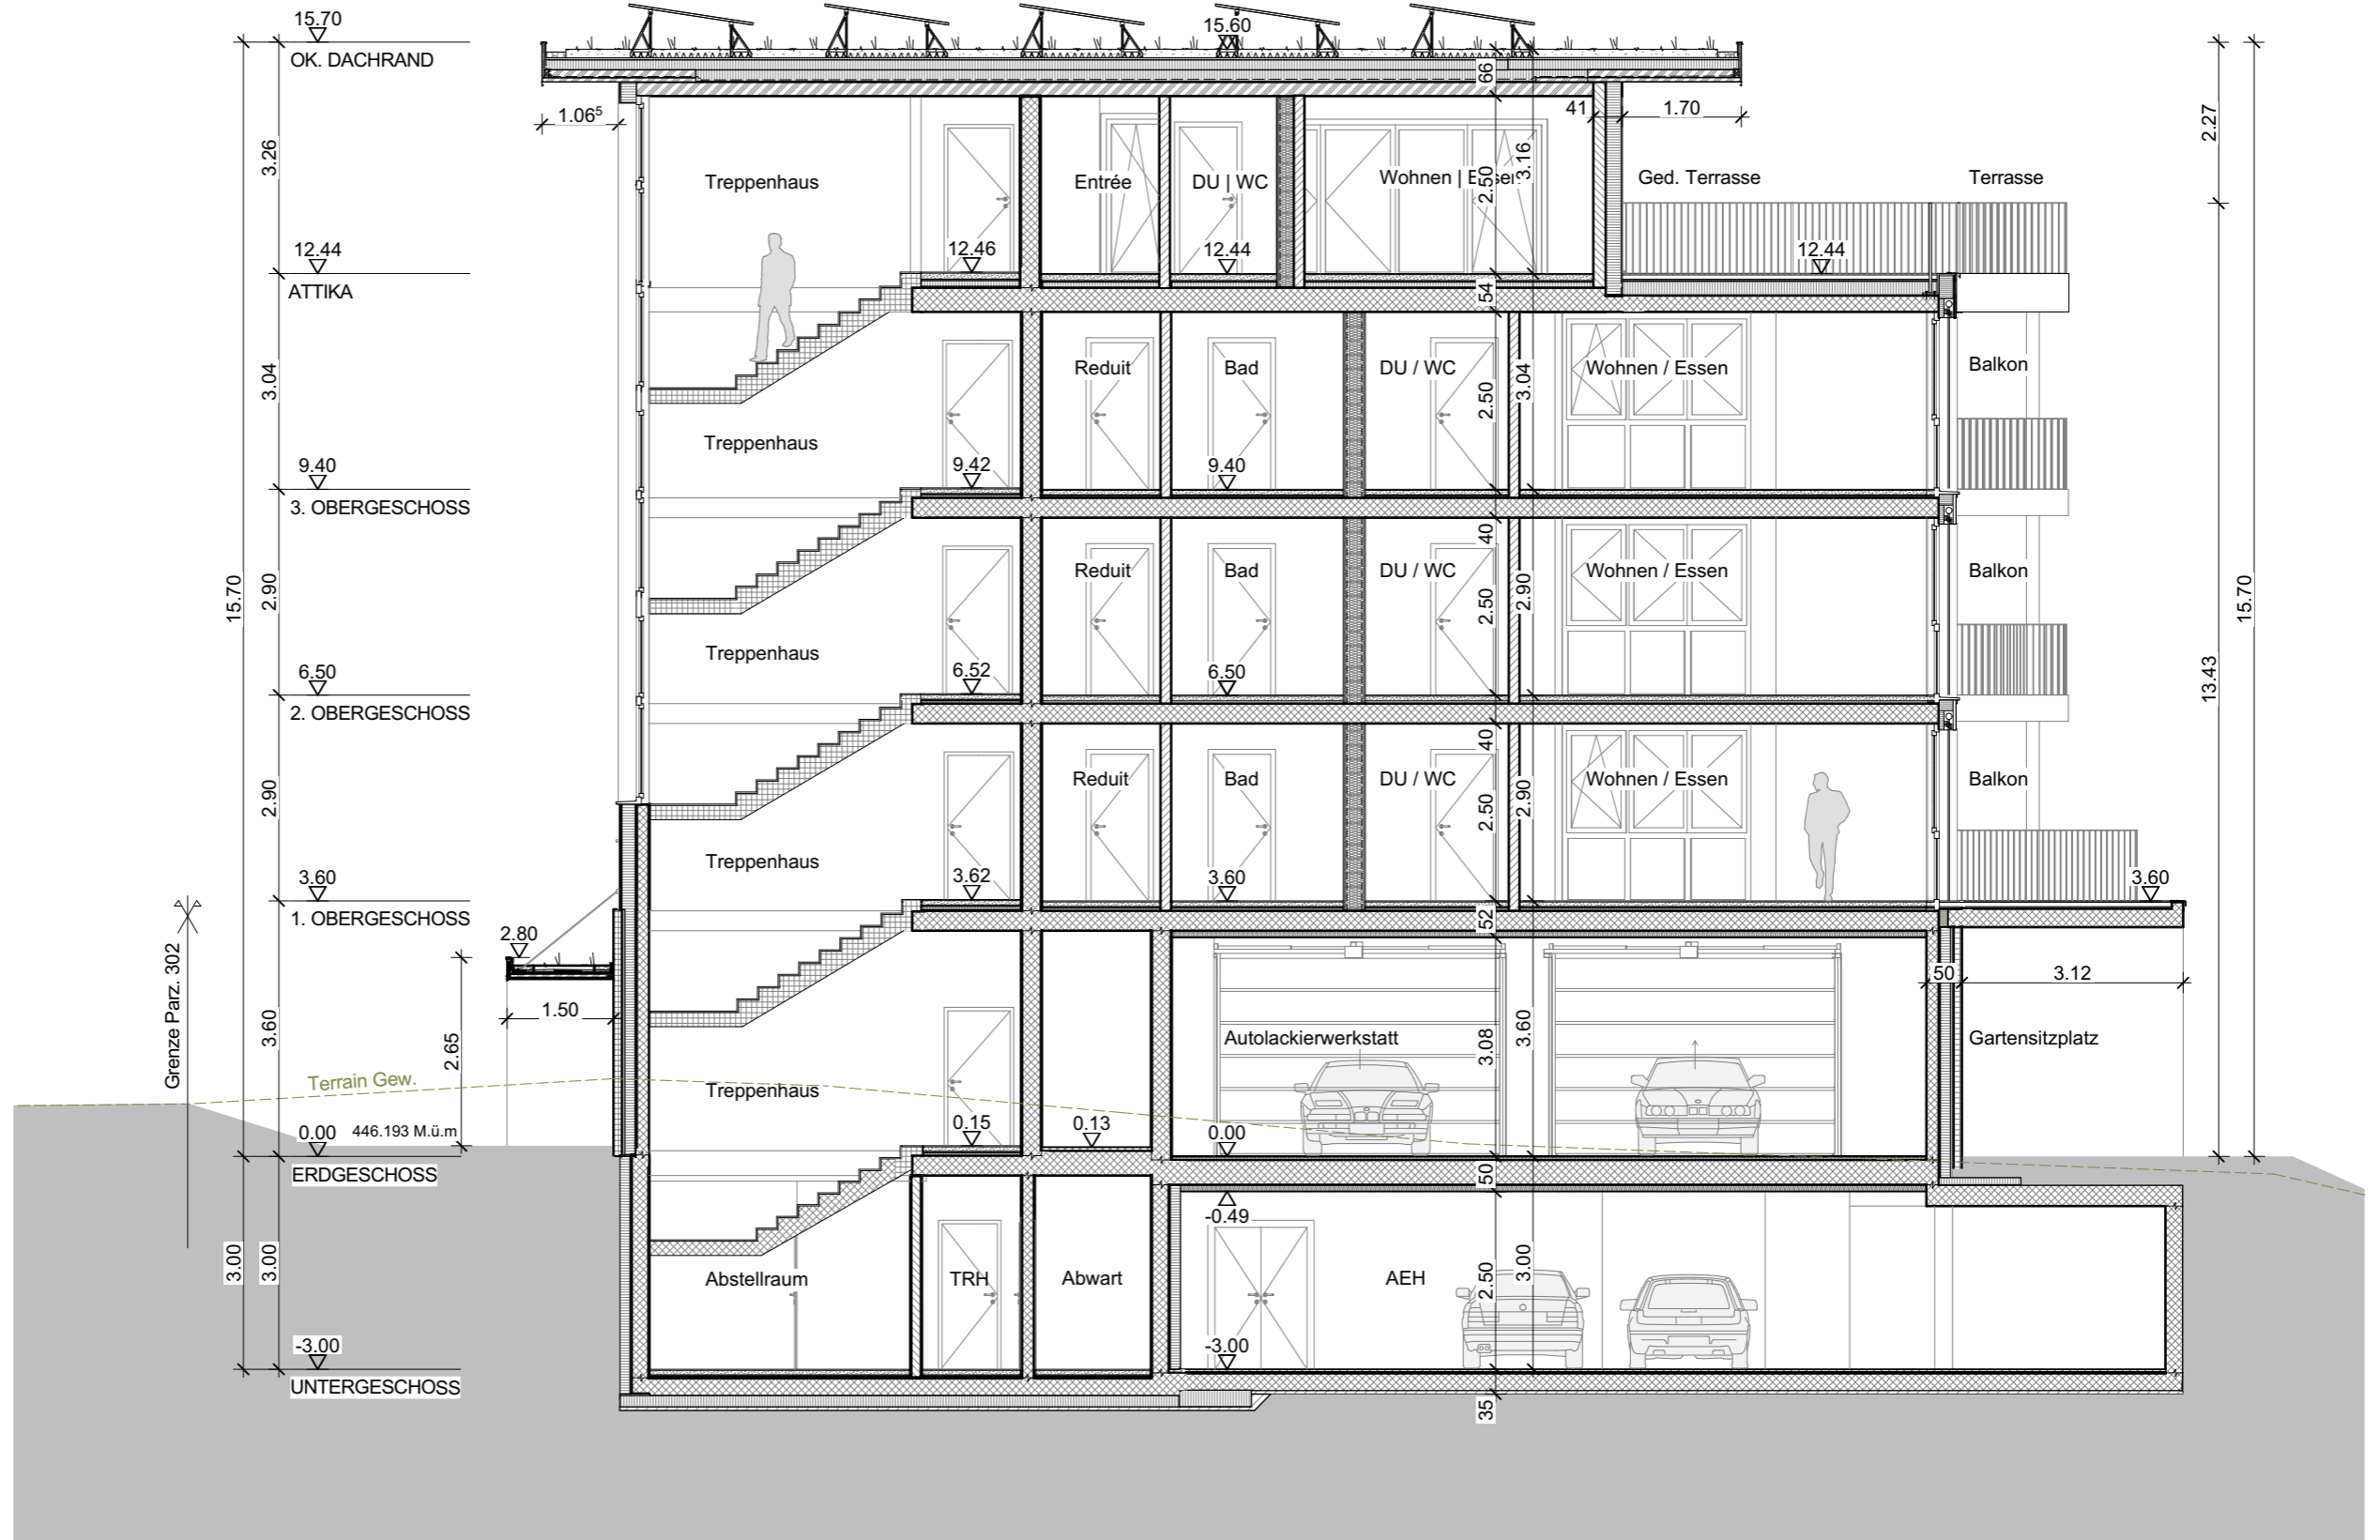 15.70
OK. DACHRAND
15.60
66
1.06⁵
41
1.70
2.27
3.26
Treppenhaus
Entrée
DU | WC
Wohnen | Essen
2.50
3.16
Ged. Terrasse
Terrasse
12.44
ATTIKA
12.46
12.44
12.44
54
3.04
Treppenhaus
Reduit
Bad
DU / WC
2.50
3.04
Wohnen / Essen
Balkon
9.40
3. OBERGESCHOSS
9.42
9.40
40
15.70
2.90
Treppenhaus
Reduit
Bad
DU / WC
2.50
2.90
Wohnen / Essen
Balkon
15.70
13.43
6.50
2. OBERGESCHOSS
6.52
6.50
40
2.90
Treppenhaus
Reduit
Bad
DU / WC
2.50
2.90
Wohnen / Essen
Balkon
3.60
1. OBERGESCHOSS
3.62
3.60
52
3.60
2.80
50
3.12
Grenze Parz. 302
3.60
1.50
2.65
Terrain Gew.
Treppenhaus
Autolackierwerkstatt
3.08
3.60
Gartensitzplatz
0.00
446.193 M.ü.m
ERDGESCHOSS
0.15
0.13
0.00
50
-0.49
3.00
3.00
Abstellraum
TRH
Abwart
AEH
2.50
3.00
-3.00
UNTERGESCHOSS
-3.00
35